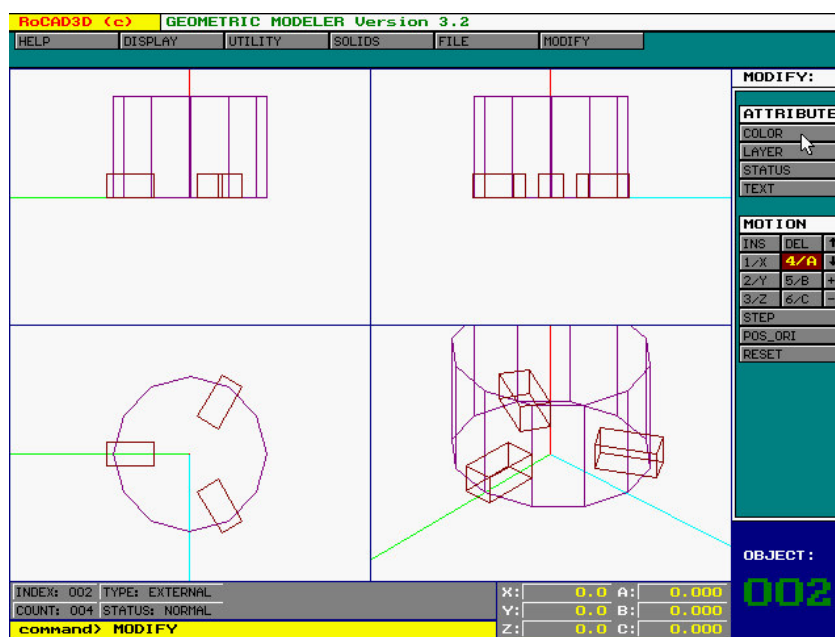 RoCAD3D (c) GEOMETRIC MODELER Version 3.2
HELP DISPLAY UTILITY SOLIDS FILE MODIFY
MODIFY:
ATTRIBUTE
COLOR
LAYER
STATUS
TEXT
MOTION
INS DEL
1/X 4/A
2/Y 5/B +
3/Z 6/C -
STEP
POS_ORI
RESET
OBJECT:
002
INDEX: 002 TYPE: EXTERNAL X: 0.0 A: 0.000
COUNT: 004 STATUS: NORMAL Y: 0.0 B: 0.000
command> MODIFY Z: 0.0 C: 0.000